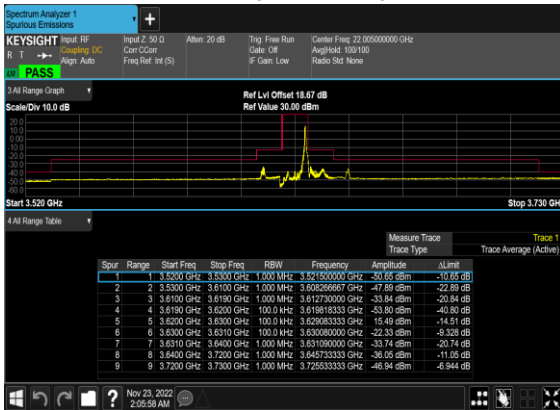 Spectrum Analyzer 1
Spurious Emissions
+
KEYSIGHT Input: RF Input Z: 50 Ω Atten: 20 dB Trig: Free Run Center Freq: 22.005000000 GHz
R T Coupling: DC Corr CCorr Gate: Off Avg|Hold: 100/100
Align: Auto Freq Ref: Int (S) IF Gain: Low Radio Std: None
PASS
3 All Range Graph
Ref Lvl Offset 18.67 dB
Scale/Div 10.0 dB Ref Value 30.00 dBm
20.0
10.0
0.00
-10.0
-20.0
-30.0
-40.0
-50.0
-60.0
Start 3.520 GHz Stop 3.730 GH
4 All Range Table
Measure Trace Trace 1
Trace Type Trace Average (Active)
Spur Range Start Freq Stop Freq RBW Frequency Amplitude ΔLimit
1 1 3.5200 GHz 3.5300 GHz 1.000 MHz 3.521500000 GHz -50.65 dBm -10.65 dB
2 2 3.5300 GHz 3.6100 GHz 1.000 MHz 3.608266667 GHz -47.89 dBm -22.89 dB
3 3 3.6100 GHz 3.6190 GHz 1.000 MHz 3.612730000 GHz -33.84 dBm -20.84 dB
4 4 3.6190 GHz 3.6200 GHz 100.0 kHz 3.619818333 GHz -53.80 dBm -40.80 dB
5 5 3.6200 GHz 3.6300 GHz 100.0 kHz 3.629083333 GHz 15.49 dBm -14.51 dB
6 6 3.6300 GHz 3.6310 GHz 100.0 kHz 3.630080000 GHz -22.33 dBm -9.328 dB
7 7 3.6310 GHz 3.6400 GHz 1.000 MHz 3.631090000 GHz -33.74 dBm -20.74 dB
8 8 3.6400 GHz 3.7200 GHz 1.000 MHz 3.645733333 GHz -36.05 dBm -11.05 dB
9 9 3.7200 GHz 3.7300 GHz 1.000 MHz 3.725533333 GHz -46.94 dBm -6.944 dB
? Nov 23, 2022
2:05:58 AM